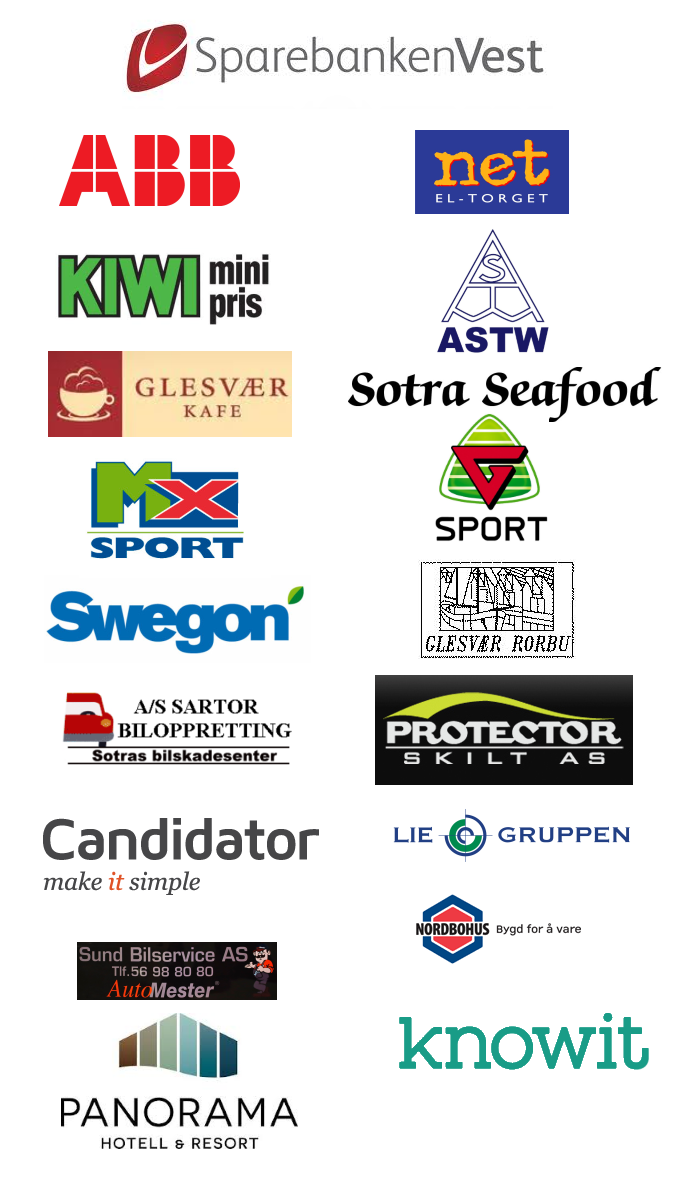 SparebankenVest
ABB
net
EL-TORGET
KIWI mini
pris
S
ASTW
GLESVÆR
KAFE
Sotra Seafood
MX
SPORT
G
SPORT
Swegon
GLESVÆR RORBU
A/S SARTOR
BILOPPRETTING
Sotras bilskadesenter
PROTECTOR
SKILT AS
Candidator
make it simple
LIE GRUPPEN
NORDBOHUS Bygd for å vare
Sund Bilservice AS
Tlf.56 98 80 80
AutoMester
knowit
PANORAMA
HOTELL & RESORT